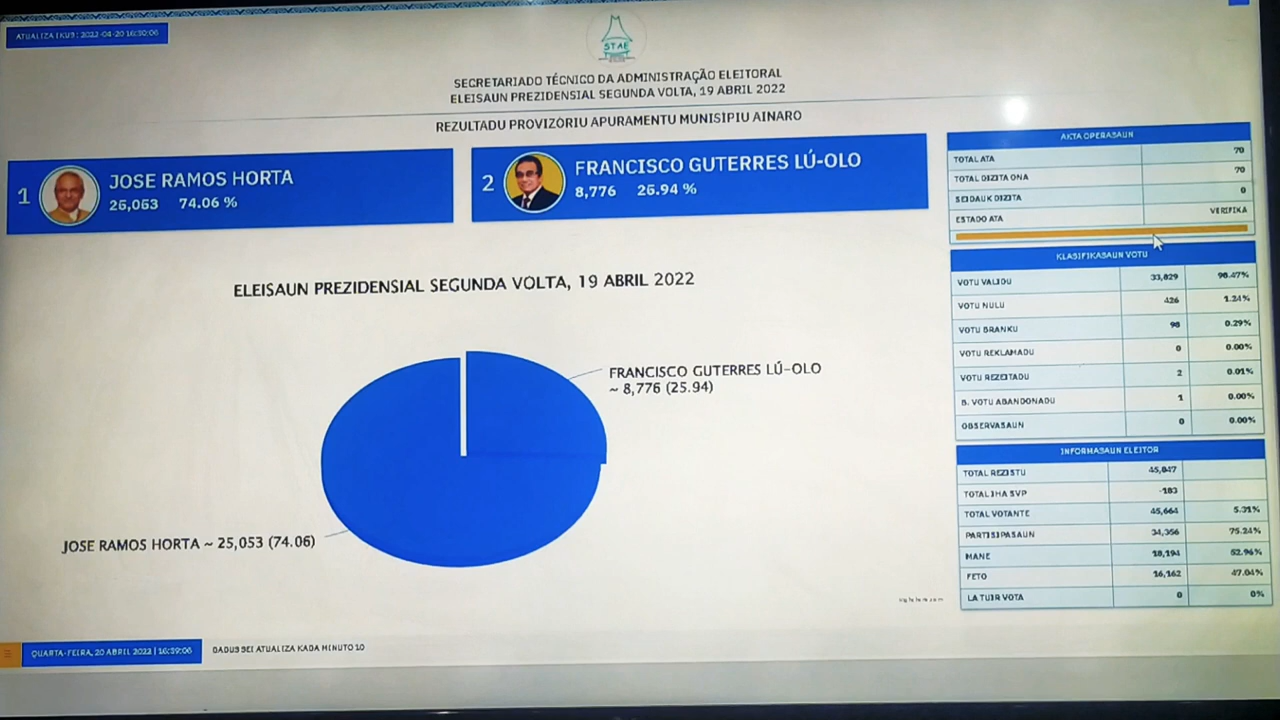 ATUALIZA IKUS: 2022-04-20 16:30:06
STAE
SECRETARIADO TÉCNICO DA ADMINISTRAÇÃO ELEITORAL
ELEISAUN PREZIDENSIAL SEGUNDA VOLTA, 19 ABRIL 2022
REZULTADU PROVIZÓRIU APURAMENTU MUNISÍPIU AINARO
1 JOSE RAMOS HORTA
25,053 74.06 %
2 FRANCISCO GUTERRES LÚ-OLO
8,776 25.94 %
ELEISAUN PREZIDENSIAL SEGUNDA VOLTA, 19 ABRIL 2022
FRANCISCO GUTERRES LÚ-OLO
~ 8,776 (25.94)
JOSE RAMOS HORTA ~ 25,053 (74.06)
AKTA OPERASAUN
TOTAL ATA 70
TOTAL DIZITA ONA 70
SEIDAUK DIZITA 0
ESTADO ATA VERIFIKA
KLASIFIKASAUN VOTU
VOTU VALIDU 33,829 98.47%
VOTU NULU 426 1.24%
VOTU BRANKU 98 0.29%
VOTU REKLAMADU 0 0.00%
VOTU REZEITADU 2 0.01%
B. VOTU ABANDONADU 1 0.00%
OBSERVASAUN 0 0.00%
INFORMASAUN ELEITOR
TOTAL REZISTU 45,847
TOTAL IHA SVP -183
TOTAL VOTANTE 45,664 5.31%
PARTISIPASAUN 34,356 75.24%
MANE 18,194 52.96%
FETO 16,162 47.04%
LA TUIR VOTA 0 0%
QUARTA-FEIRA, 20 ABRIL 2022 | 16:39:06
DADUS SEI ATUALIZA KADA MINUTO 10